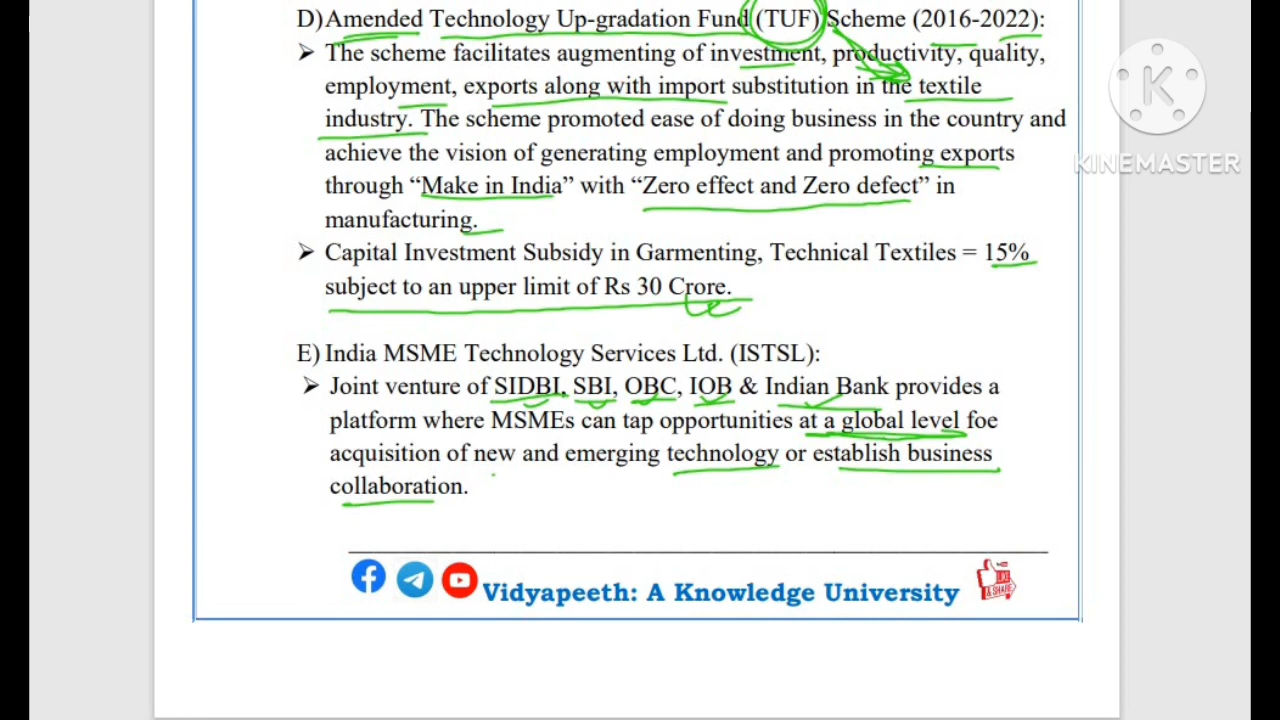 D) Amended Technology Up-gradation Fund (TUF) Scheme (2016-2022):
➢ The scheme facilitates augmenting of investment, productivity, quality,
employment, exports along with import substitution in the textile
industry. The scheme promoted ease of doing business in the country and
achieve the vision of generating employment and promoting exports
through “Make in India” with “Zero effect and Zero defect” in
manufacturing.
➢ Capital Investment Subsidy in Garmenting, Technical Textiles = 15%
subject to an upper limit of Rs 30 Crore.
E) India MSME Technology Services Ltd. (ISTSL):
➢ Joint venture of SIDBI, SBI, OBC, IOB & Indian Bank provides a
platform where MSMEs can tap opportunities at a global level foe
acquisition of new and emerging technology or establish business
collaboration.
Vidyapeeth: A Knowledge University
LIKE
& SHARE
K
KINEMASTER